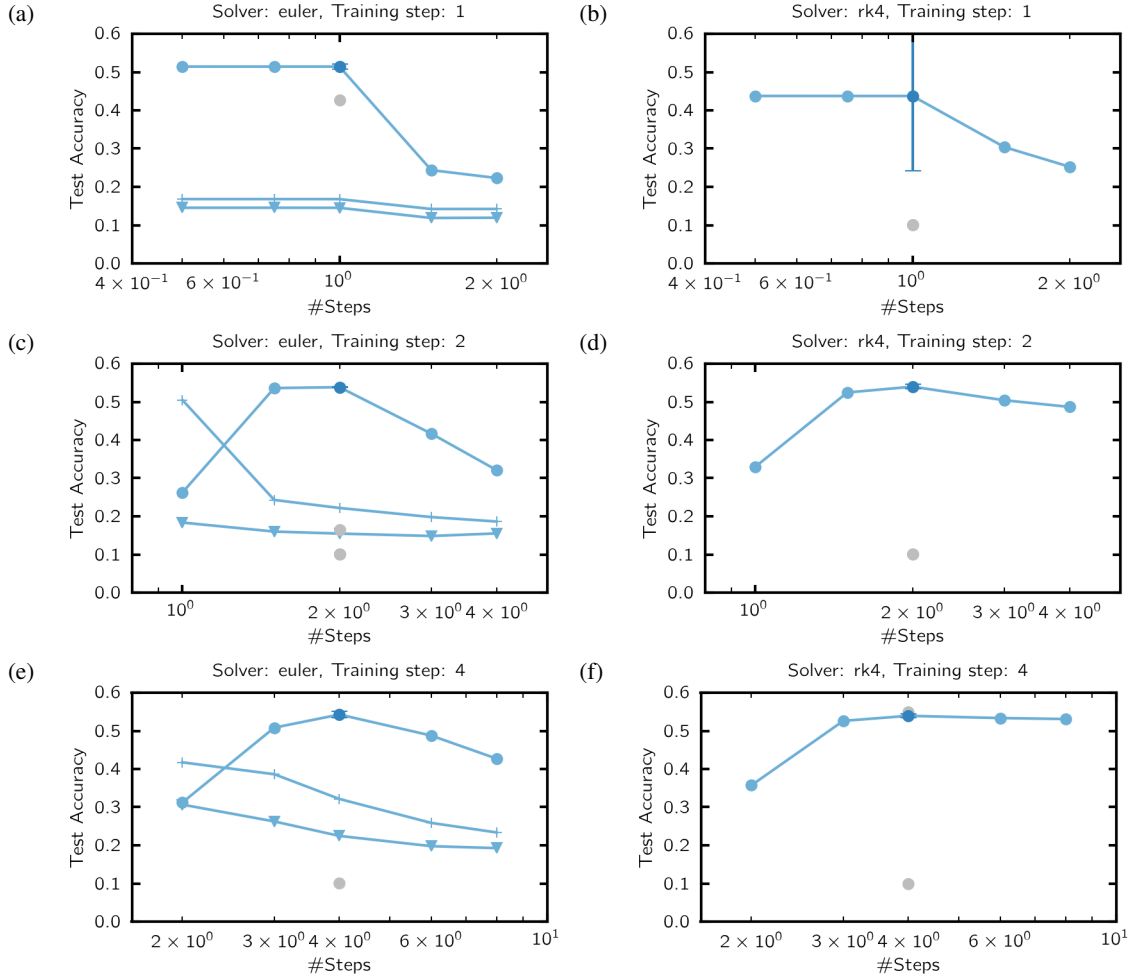 (a)
Solver: euler, Training step: 1
0.6
0.5
0.4
0.3
0.2
0.1
0.0
Test Accuracy
4 × 10⁻¹
6 × 10⁻¹
10⁰
2 × 10⁰
#Steps
(b)
Solver: rk4, Training step: 1
0.6
0.5
0.4
0.3
0.2
0.1
0.0
Test Accuracy
4 × 10⁻¹
6 × 10⁻¹
10⁰
2 × 10⁰
#Steps
(c)
Solver: euler, Training step: 2
0.6
0.5
0.4
0.3
0.2
0.1
0.0
Test Accuracy
10⁰
2 × 10⁰
3 × 10⁰
4 × 10⁰
#Steps
(d)
Solver: rk4, Training step: 2
0.6
0.5
0.4
0.3
0.2
0.1
0.0
Test Accuracy
10⁰
2 × 10⁰
3 × 10⁰
4 × 10⁰
#Steps
(e)
Solver: euler, Training step: 4
0.6
0.5
0.4
0.3
0.2
0.1
0.0
Test Accuracy
2 × 10⁰
3 × 10⁰
4 × 10⁰
6 × 10⁰
10¹
#Steps
(f)
Solver: rk4, Training step: 4
0.6
0.5
0.4
0.3
0.2
0.1
0.0
Test Accuracy
2 × 10⁰
3 × 10⁰
4 × 10⁰
6 × 10⁰
10¹
#Steps